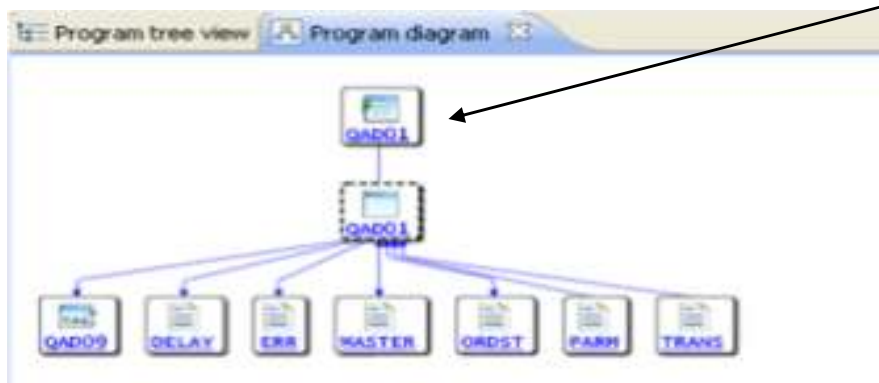 Program tree view Program diagram
QAD01
QAD01
QAD09 DELAY ERR MASTER ORDST PARM TRANS